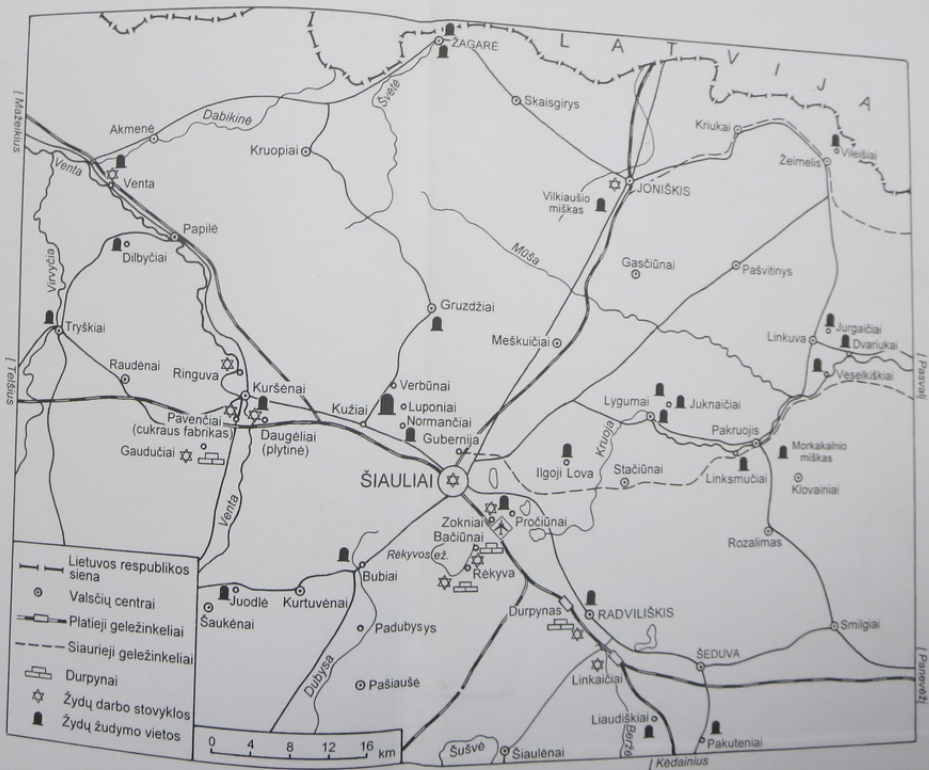 L A T V I J A
ŽAGARĖ
Švėtė
Skaisgirys
Į Mažeikius
Dabikinė
Akmenė
Kruopiai
Kriukai
Vileišiai
Žeimelis
Venta
Venta
Vilkiaušio
miškas
JONIŠKIS
Papilė
Dilbyčiai
Virvyčia
Mūša
Gasčiūnai
Pašvitinys
Gruzdžiai
Tryškiai
Meškuičiai
Linkuva
Jurgaičiai
Dvariukai
Į Telšius
Raudėnai
Ringuva
Kuršėnai
Verbūnai
Veselkiškiai
Į Pasvalį
Kužiai
Luponiai
Normančiai
Lygumai
Juknaičiai
Pavenčiai
(cukraus fabrikas)
Daugėliai
(plytinė)
Gubernija
Kruoja
Pakruojis
Morkakalnio
miškas
Gaudučiai
ŠIAULIAI
Ilgoji Lova
Stačiūnai
Linksmučiai
Klovainiai
Venta
Zokniai
Pročiūnai
Bačiūnai
Rozalimas
Rėkyvos ež.
Rėkyva
Bubiai
Juodlė
Kurtuvėnai
Šaukėnai
Durpynas
RADVILIŠKIS
Padubysys
Smilgiai
Dubysa
Pašiaušė
Linkaičiai
ŠEDUVA
Į Panevėžį
Liaudiškiai
Beržė
Pakuteniai
Šušvė
Šiaulėnai
Į Kėdainius
Lietuvos respublikos
siena
Valsčių centrai
Platieji geležinkeliai
Siaurieji geležinkeliai
Durpynai
Žydų darbo stovyklos
Žydų žudymo vietos
0 4 8 12 16
km